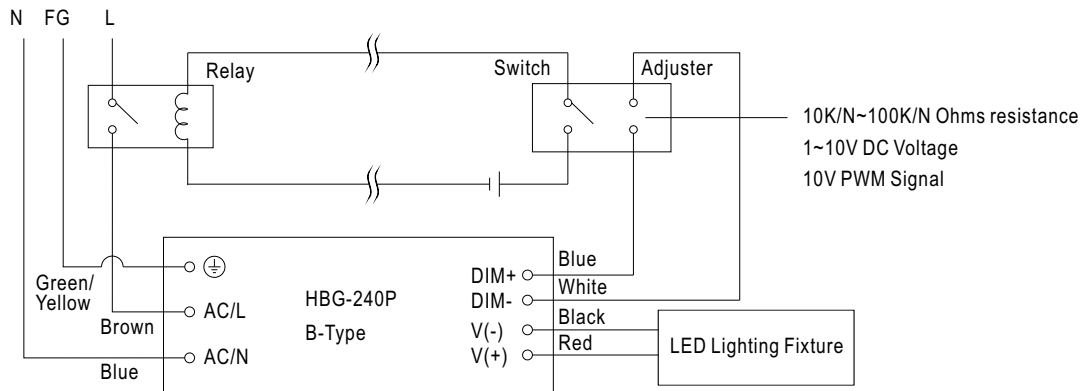 N FG L
Relay
Switch
Adjuster
10K/N~100K/N Ohms resistance
1~10V DC Voltage
10V PWM Signal
Green/
Yellow
Brown
Blue
AC/L
AC/N
HBG-240P
B-Type
DIM+
DIM-
V(-)
V(+)
Blue
White
Black
Red
LED Lighting Fixture